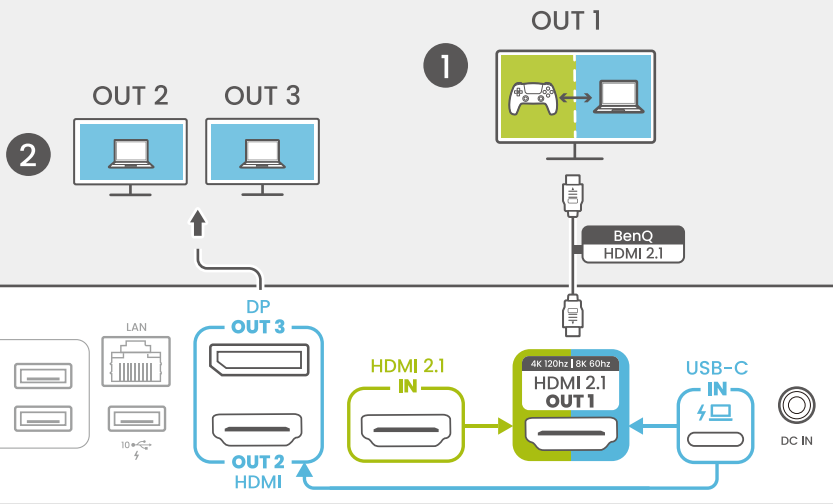 OUT 1
1
OUT 2
OUT 3
2
BenQ
HDMI 2.1
DP
OUT 3
LAN
HDMI 2.1
IN
4K 120hz | 8K 60hz
HDMI 2.1
OUT 1
USB-C
IN
10
OUT 2
HDMI
DC IN